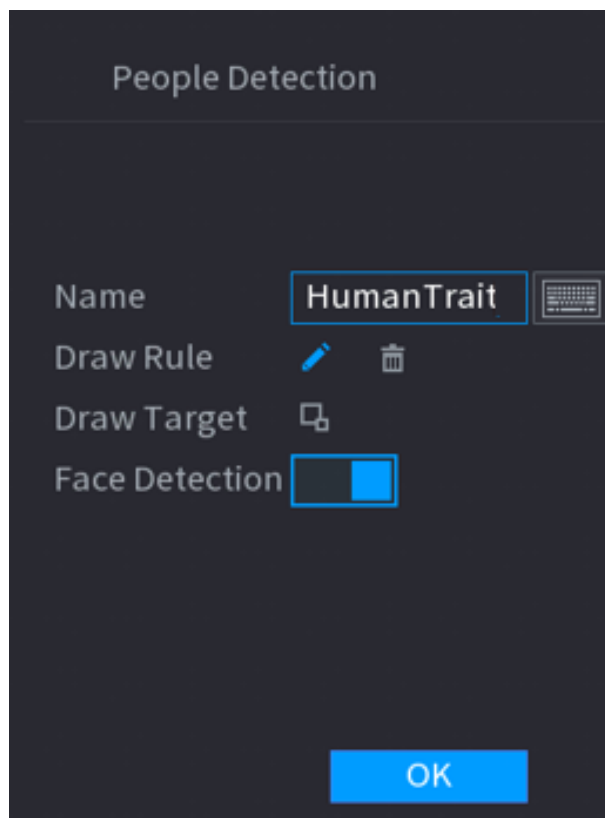 People Detection
Name HumanTrait
Draw Rule
Draw Target
Face Detection
OK